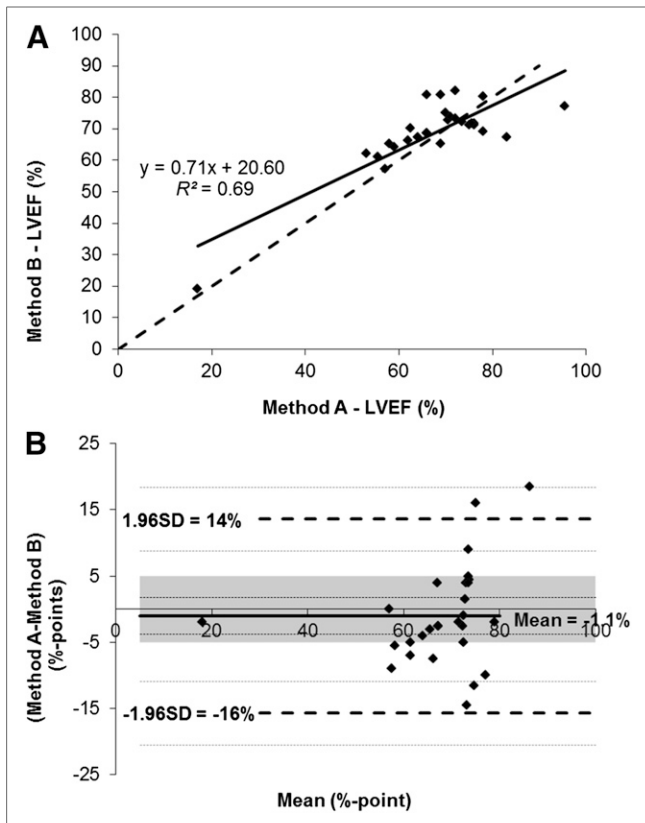 A
100
90
80
70
60
50
40
30
20
10
0
Method B - LVEF (%)
y = 0.71x + 20.60
R² = 0.69
0 20 40 60 80 100
Method A - LVEF (%)
B
25
15
5
-5
-15
-25
(Method A-Method B)
(%-points)
1.96SD = 14%
Mean = -1.1%
0 20 40 60 80 100
-1.96SD = -16%
Mean (%-point)